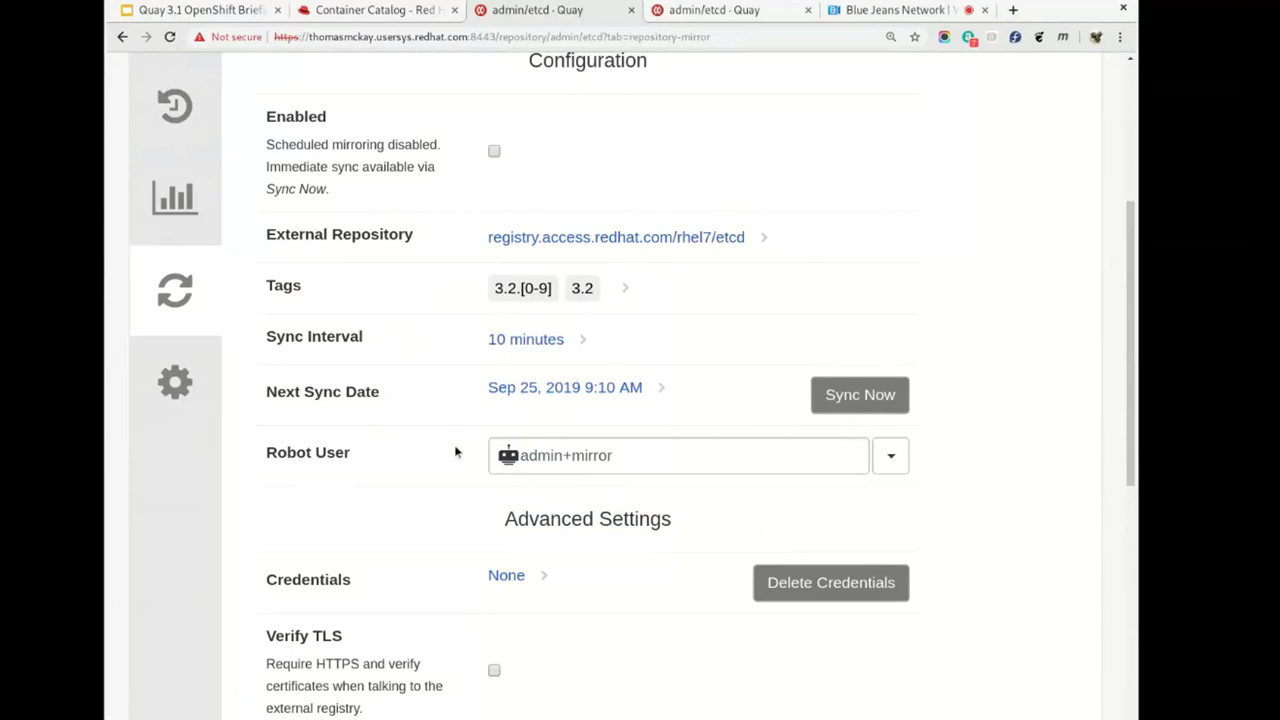 Quay 3.1 OpenShift Brief
Container Catalog - Red H
admin/etcd · Quay
admin/etcd · Quay
Blue Jeans Network |
Not secure
https://thomasmckay.usersys.redhat.com:8443/repository/admin/etcd?tab=repository-mirror
Configuration
Enabled
Scheduled mirroring disabled.
Immediate sync available via
Sync Now.
External Repository
registry.access.redhat.com/rhel7/etcd
Tags
3.2.[0-9] 3.2
Sync Interval
10 minutes
Next Sync Date
Sep 25, 2019 9:10 AM
Sync Now
Robot User
admin+mirror
Advanced Settings
Credentials
None
Delete Credentials
Verify TLS
Require HTTPS and verify
certificates when talking to the
external registry.